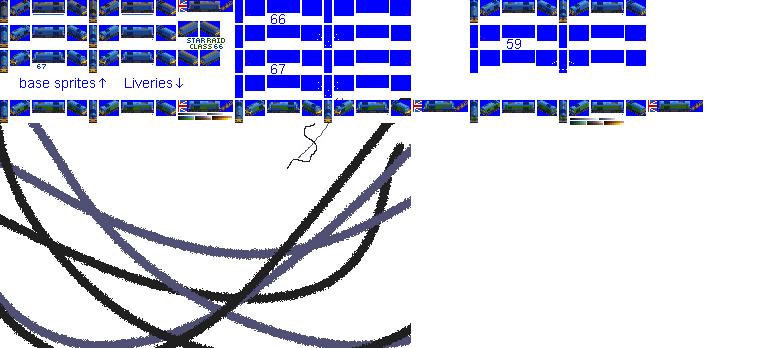 66
STAR RAID
CLASS 66
59
67
67
base sprites↑ Liveries↓